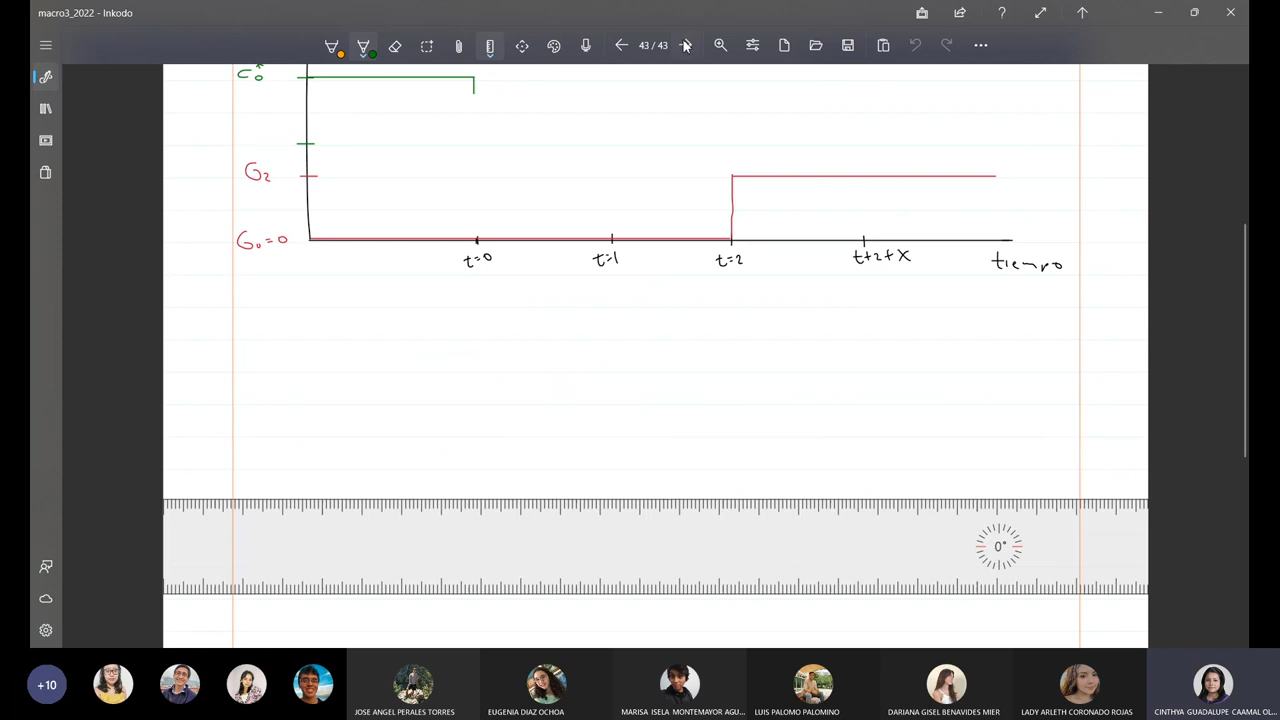 macro3_2022 - Inkodo
43 / 43
C₀*
G₂
G₀=0
t=0
t=1
t=2
t+2+x
tiempo
0°
+10
JOSE ANGEL PERALES TORRES
EUGENIA DIAZ OCHOA
MARISA ISELA MONTEMAYOR AGU...
LUIS PALOMO PALOMINO
DARIANA GISEL BENAVIDES MIER
LADY ARLETH CORONADO ROJAS
CINTHYA GUADALUPE CAAMAL OL...